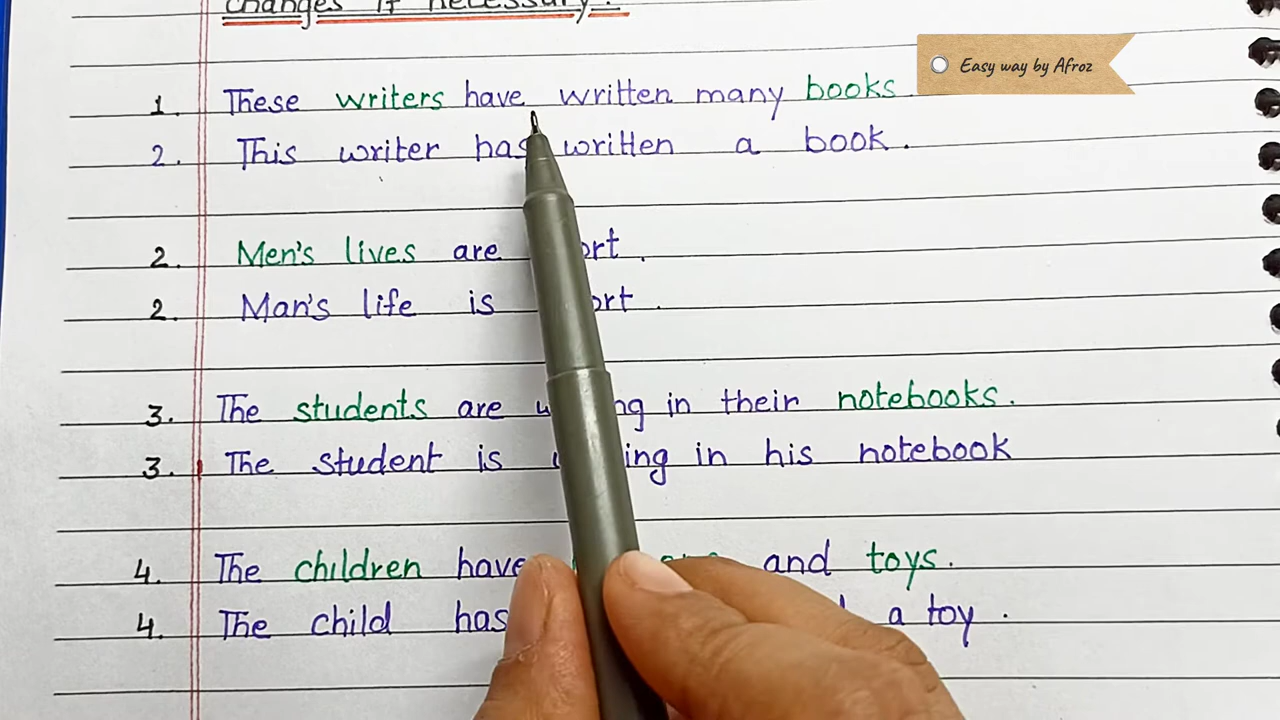 changes if necessary.
Easy way by Afroz
1. These writers have written many books.
2. This writer has written a book.
2. Men's lives are .
2. Man's life is .
3. The students are in their notebooks.
3. The student is in his notebook
4. The children have and toys.
4. The child has a toy.